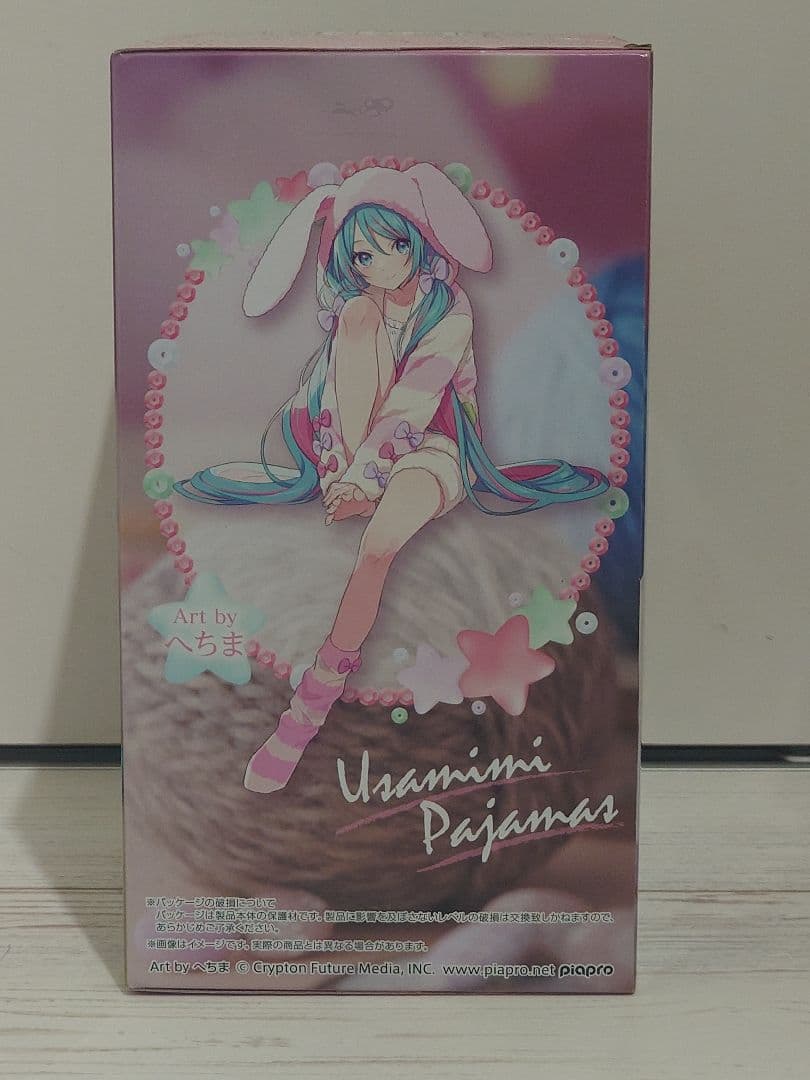 Art by
へちま
Usamimi
Pajamas
※パッケージの破損について
パッケージは製品本体の保護材です。製品に影響を及ぼさないレベルの破損は交換致しかねますので、
あらかじめご了承ください。
※画像はイメージです。実際の商品とは異なる場合があります。
Art by へちま © Crypton Future Media, INC. www.piapro.net piapro